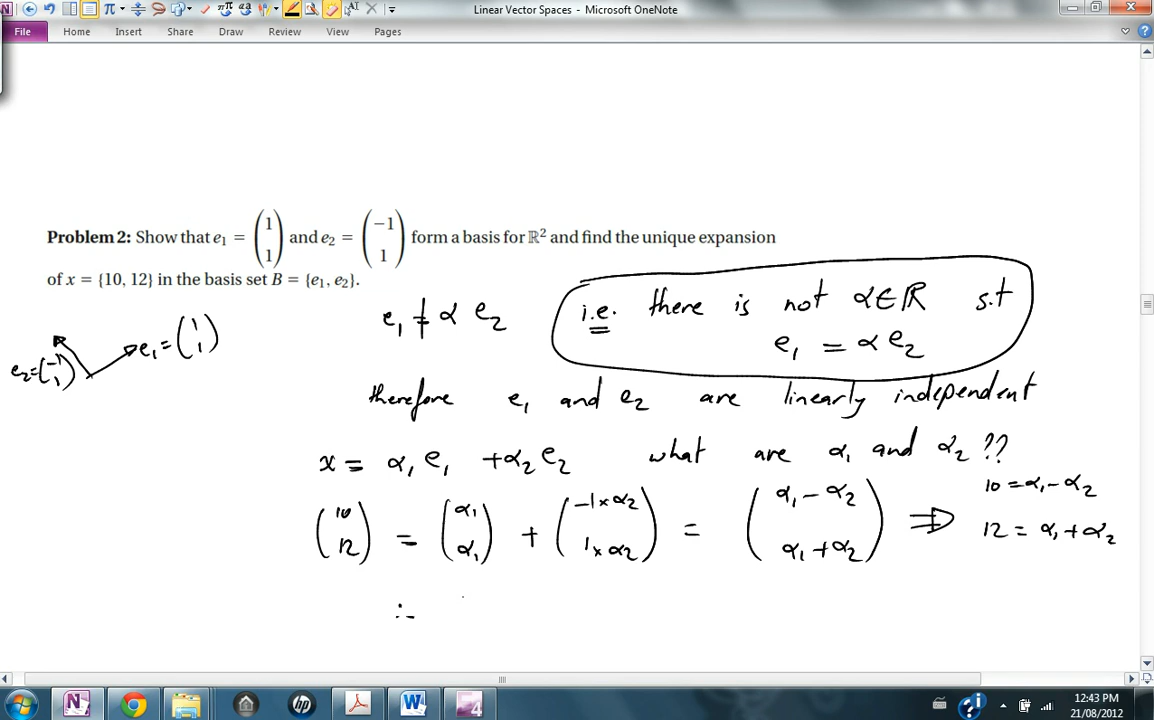 Linear Vector Spaces - Microsoft OneNote
File Home Insert Share Draw Review View Pages
Problem 2: Show that e₁ = (1 1) and e₂ = (−1 1) form a basis for ℝ² and find the unique expansion
of x = {10, 12} in the basis set B = {e₁, e₂}.
e₁ ≠ α e₂
i.e. there is not α∈ℝ s.t
e₁ = α e₂
e₁ = (1 1)
e₂ = (-1 1)
therefore e₁ and e₂ are linearly independent
x = α₁ e₁ + α₂ e₂ what are α₁ and α₂ ??
(10 12) = (α₁ α₁) + (-1×α₂ 1×α₂) = (α₁ - α₂ α₁ + α₂) ⇒ 10 = α₁ - α₂
12 = α₁ + α₂
∴
12:43 PM
21/08/2012